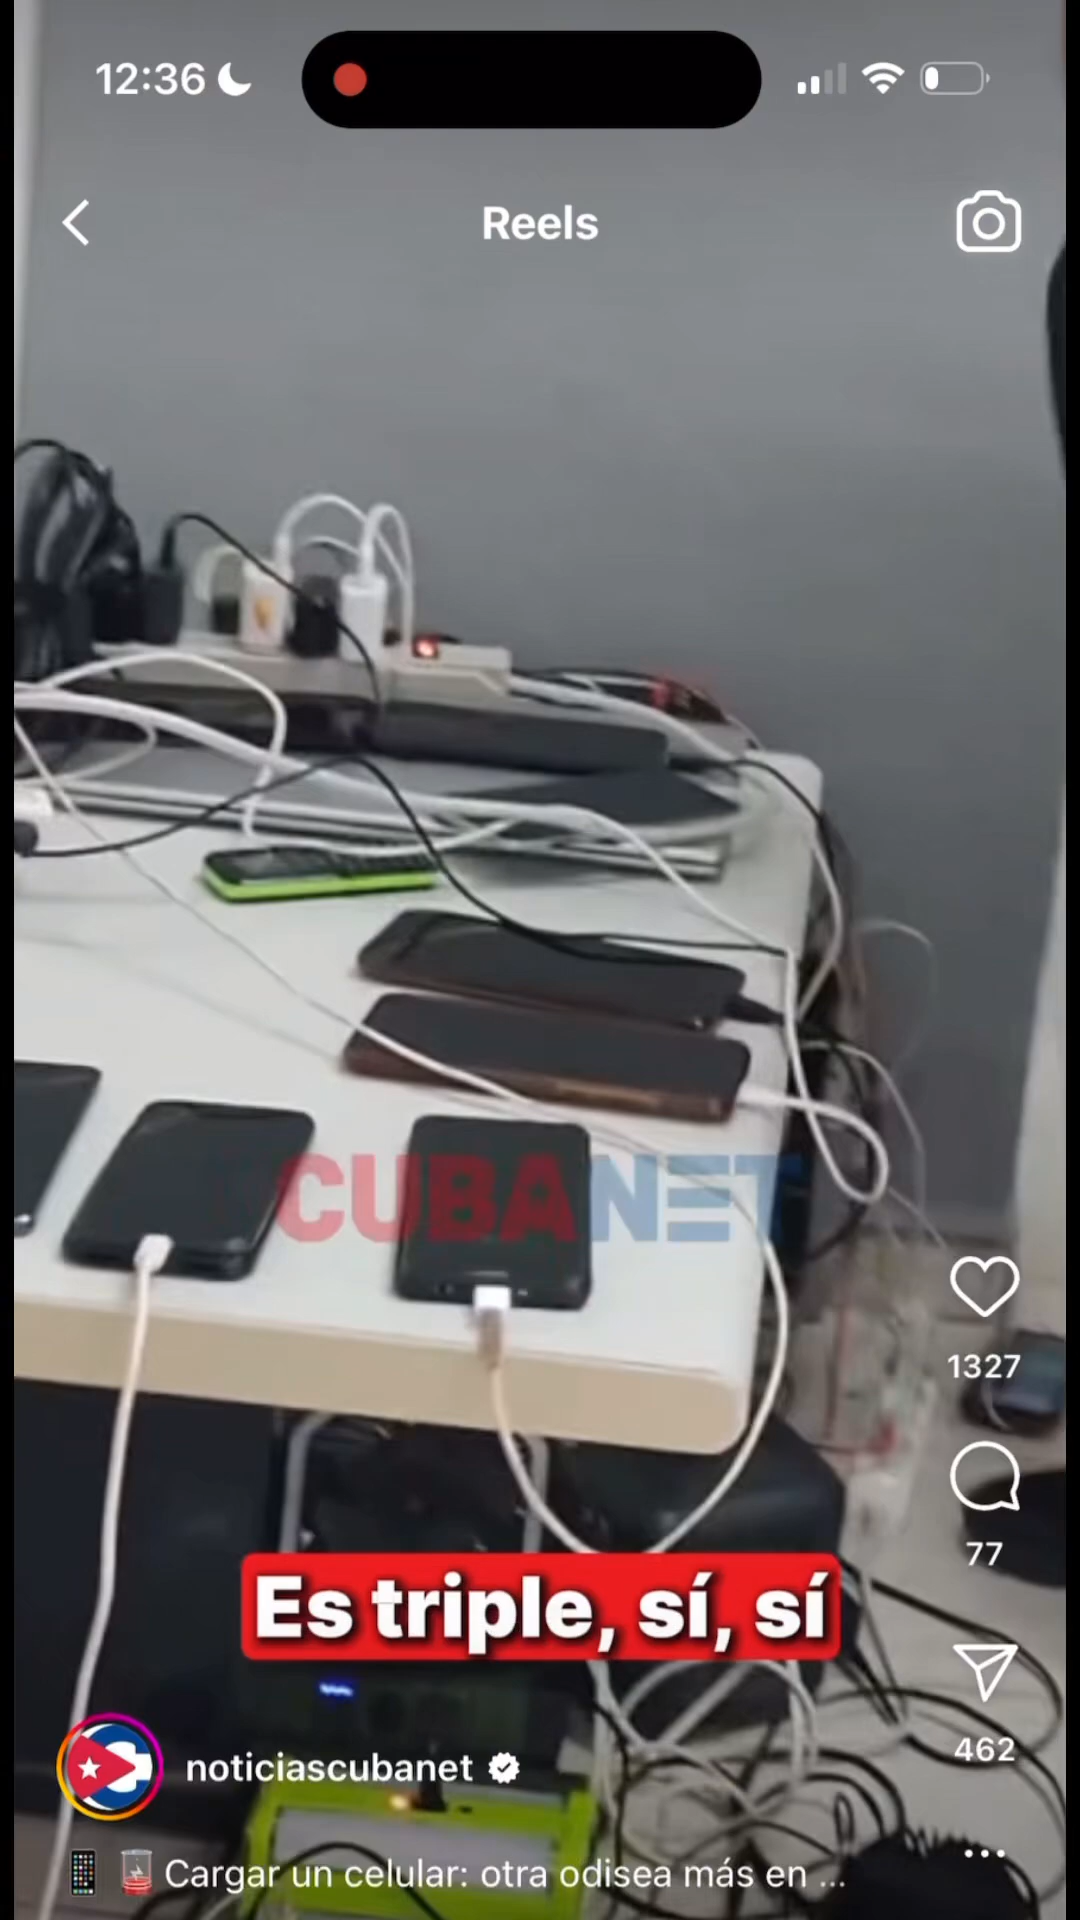 12:36
Reels
CUBANET
1327
77
Es triple, sí, sí
462
noticiascubanet
Cargar un celular: otra odisea más en ...